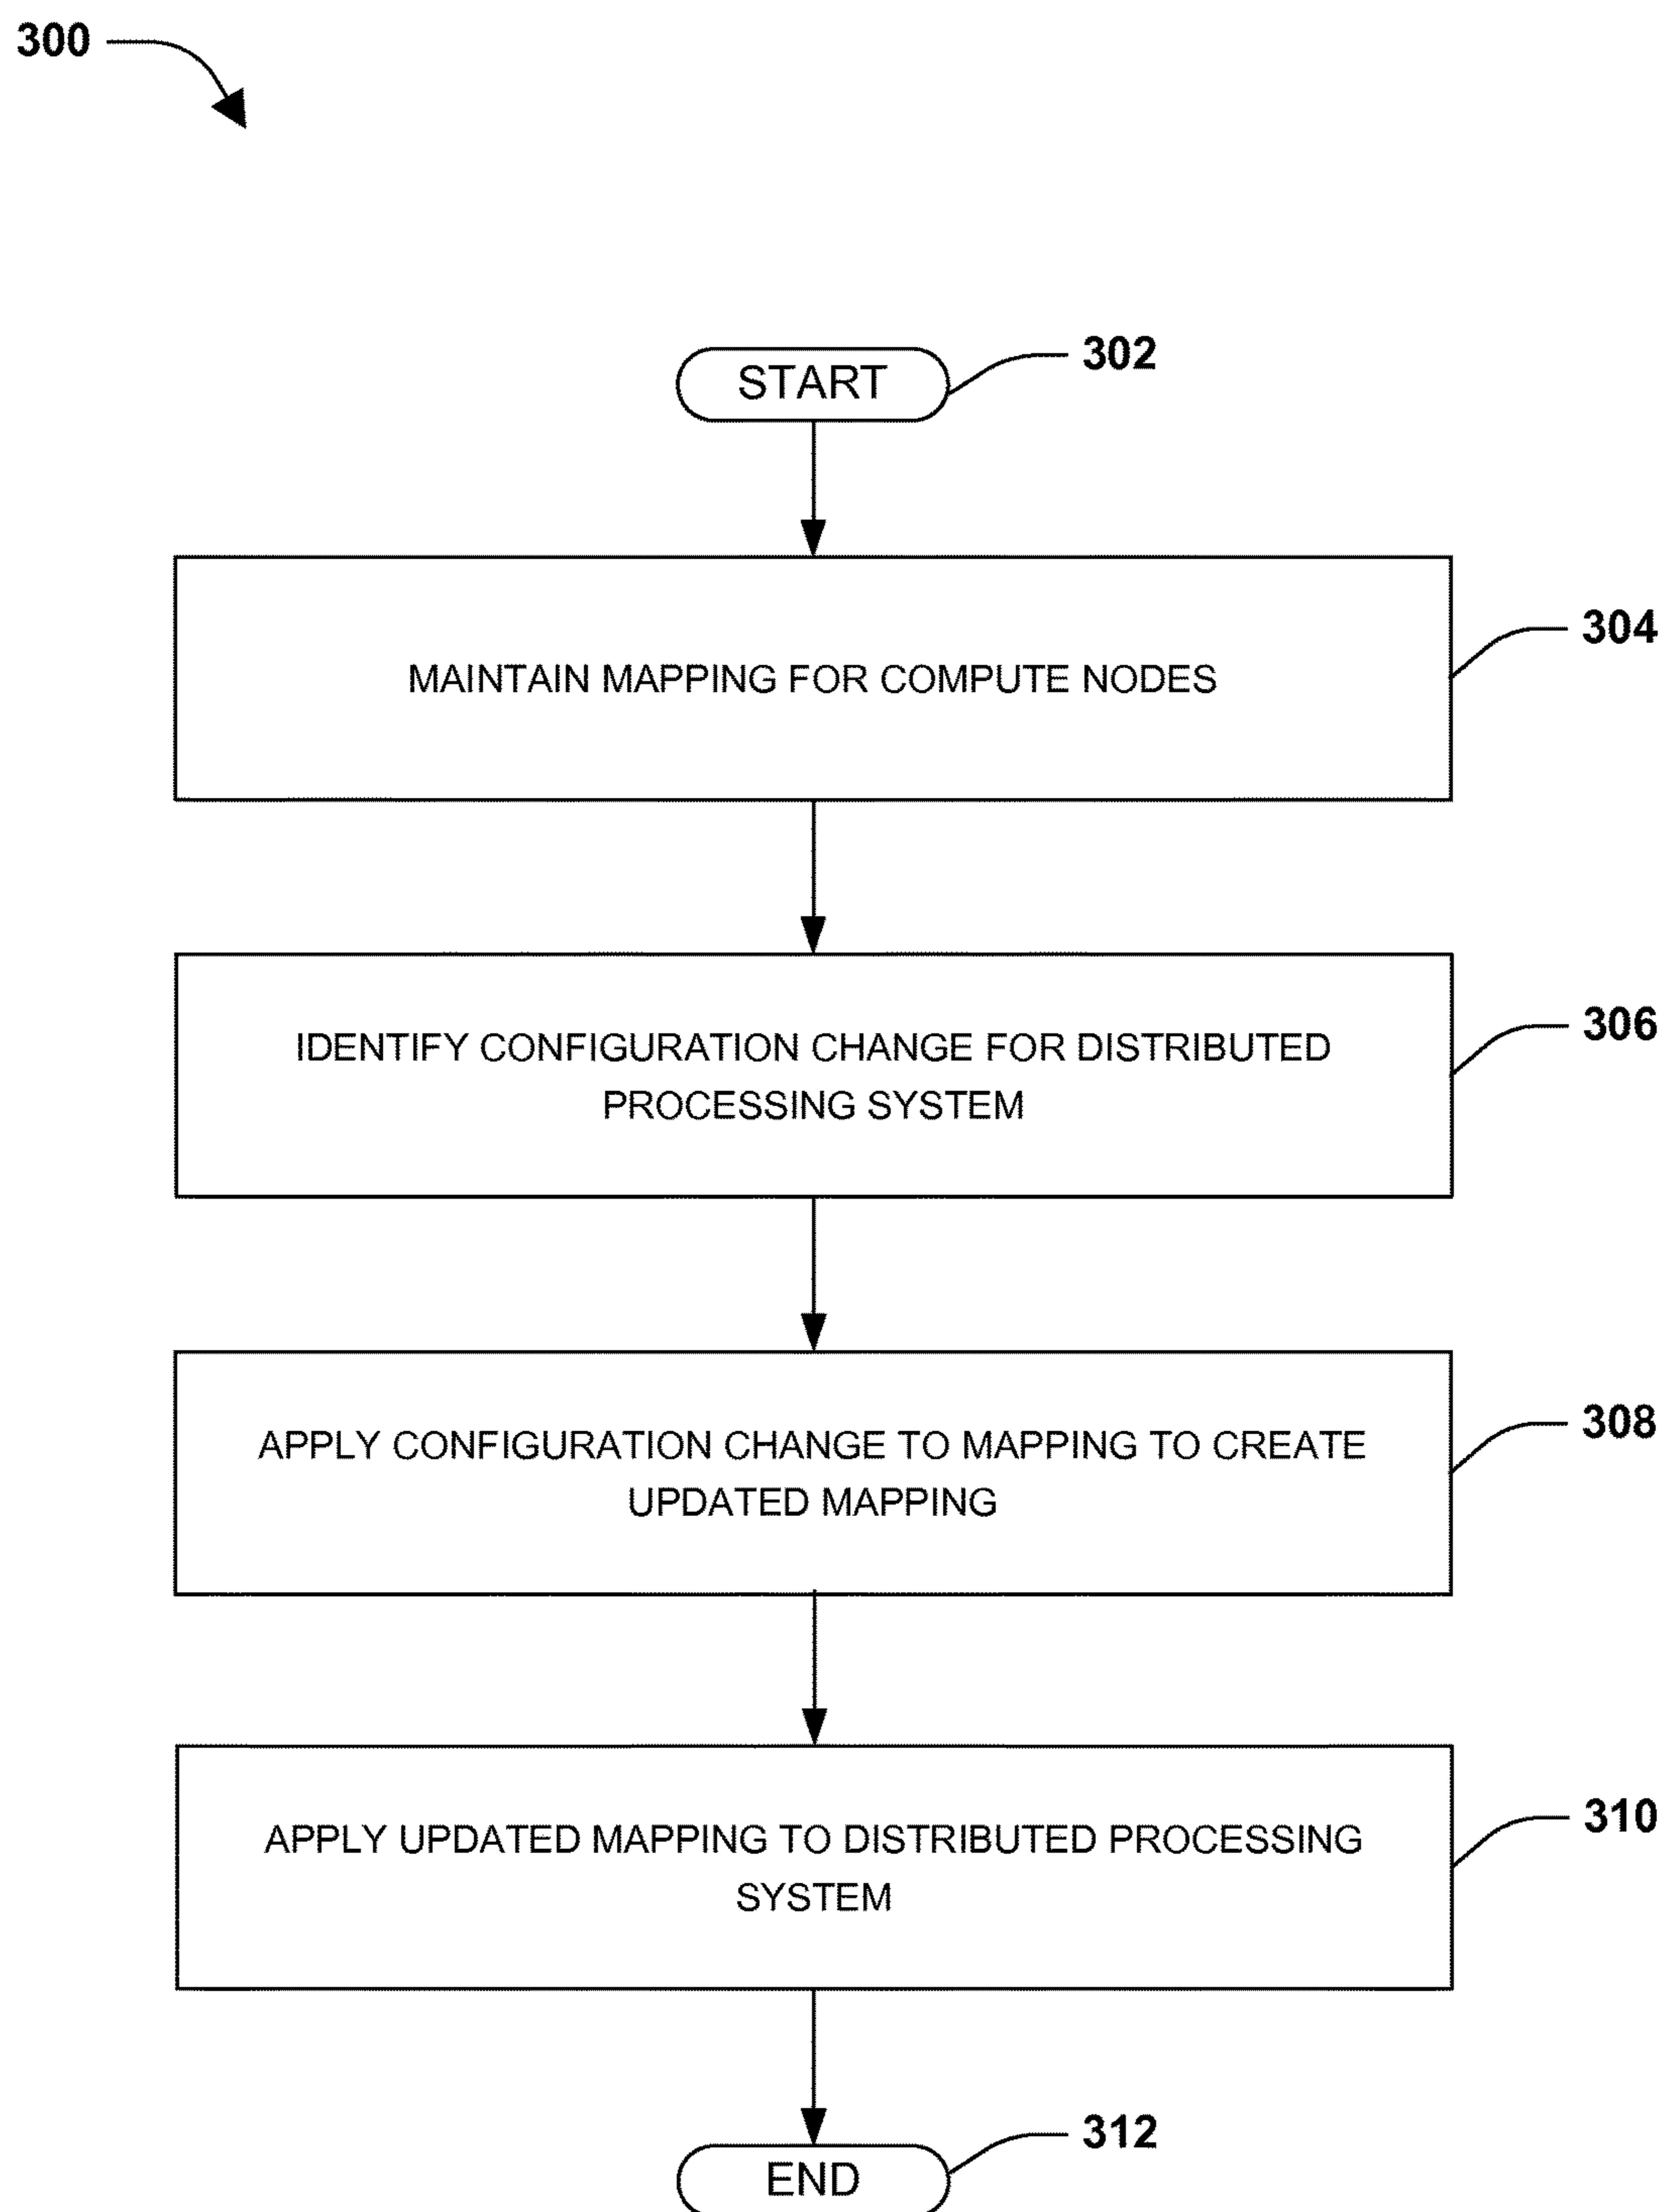 300
START
302
MAINTAIN MAPPING FOR COMPUTE NODES
304
IDENTIFY CONFIGURATION CHANGE FOR DISTRIBUTED
PROCESSING SYSTEM
306
APPLY CONFIGURATION CHANGE TO MAPPING TO CREATE
UPDATED MAPPING
308
APPLY UPDATED MAPPING TO DISTRIBUTED PROCESSING
SYSTEM
310
END
312